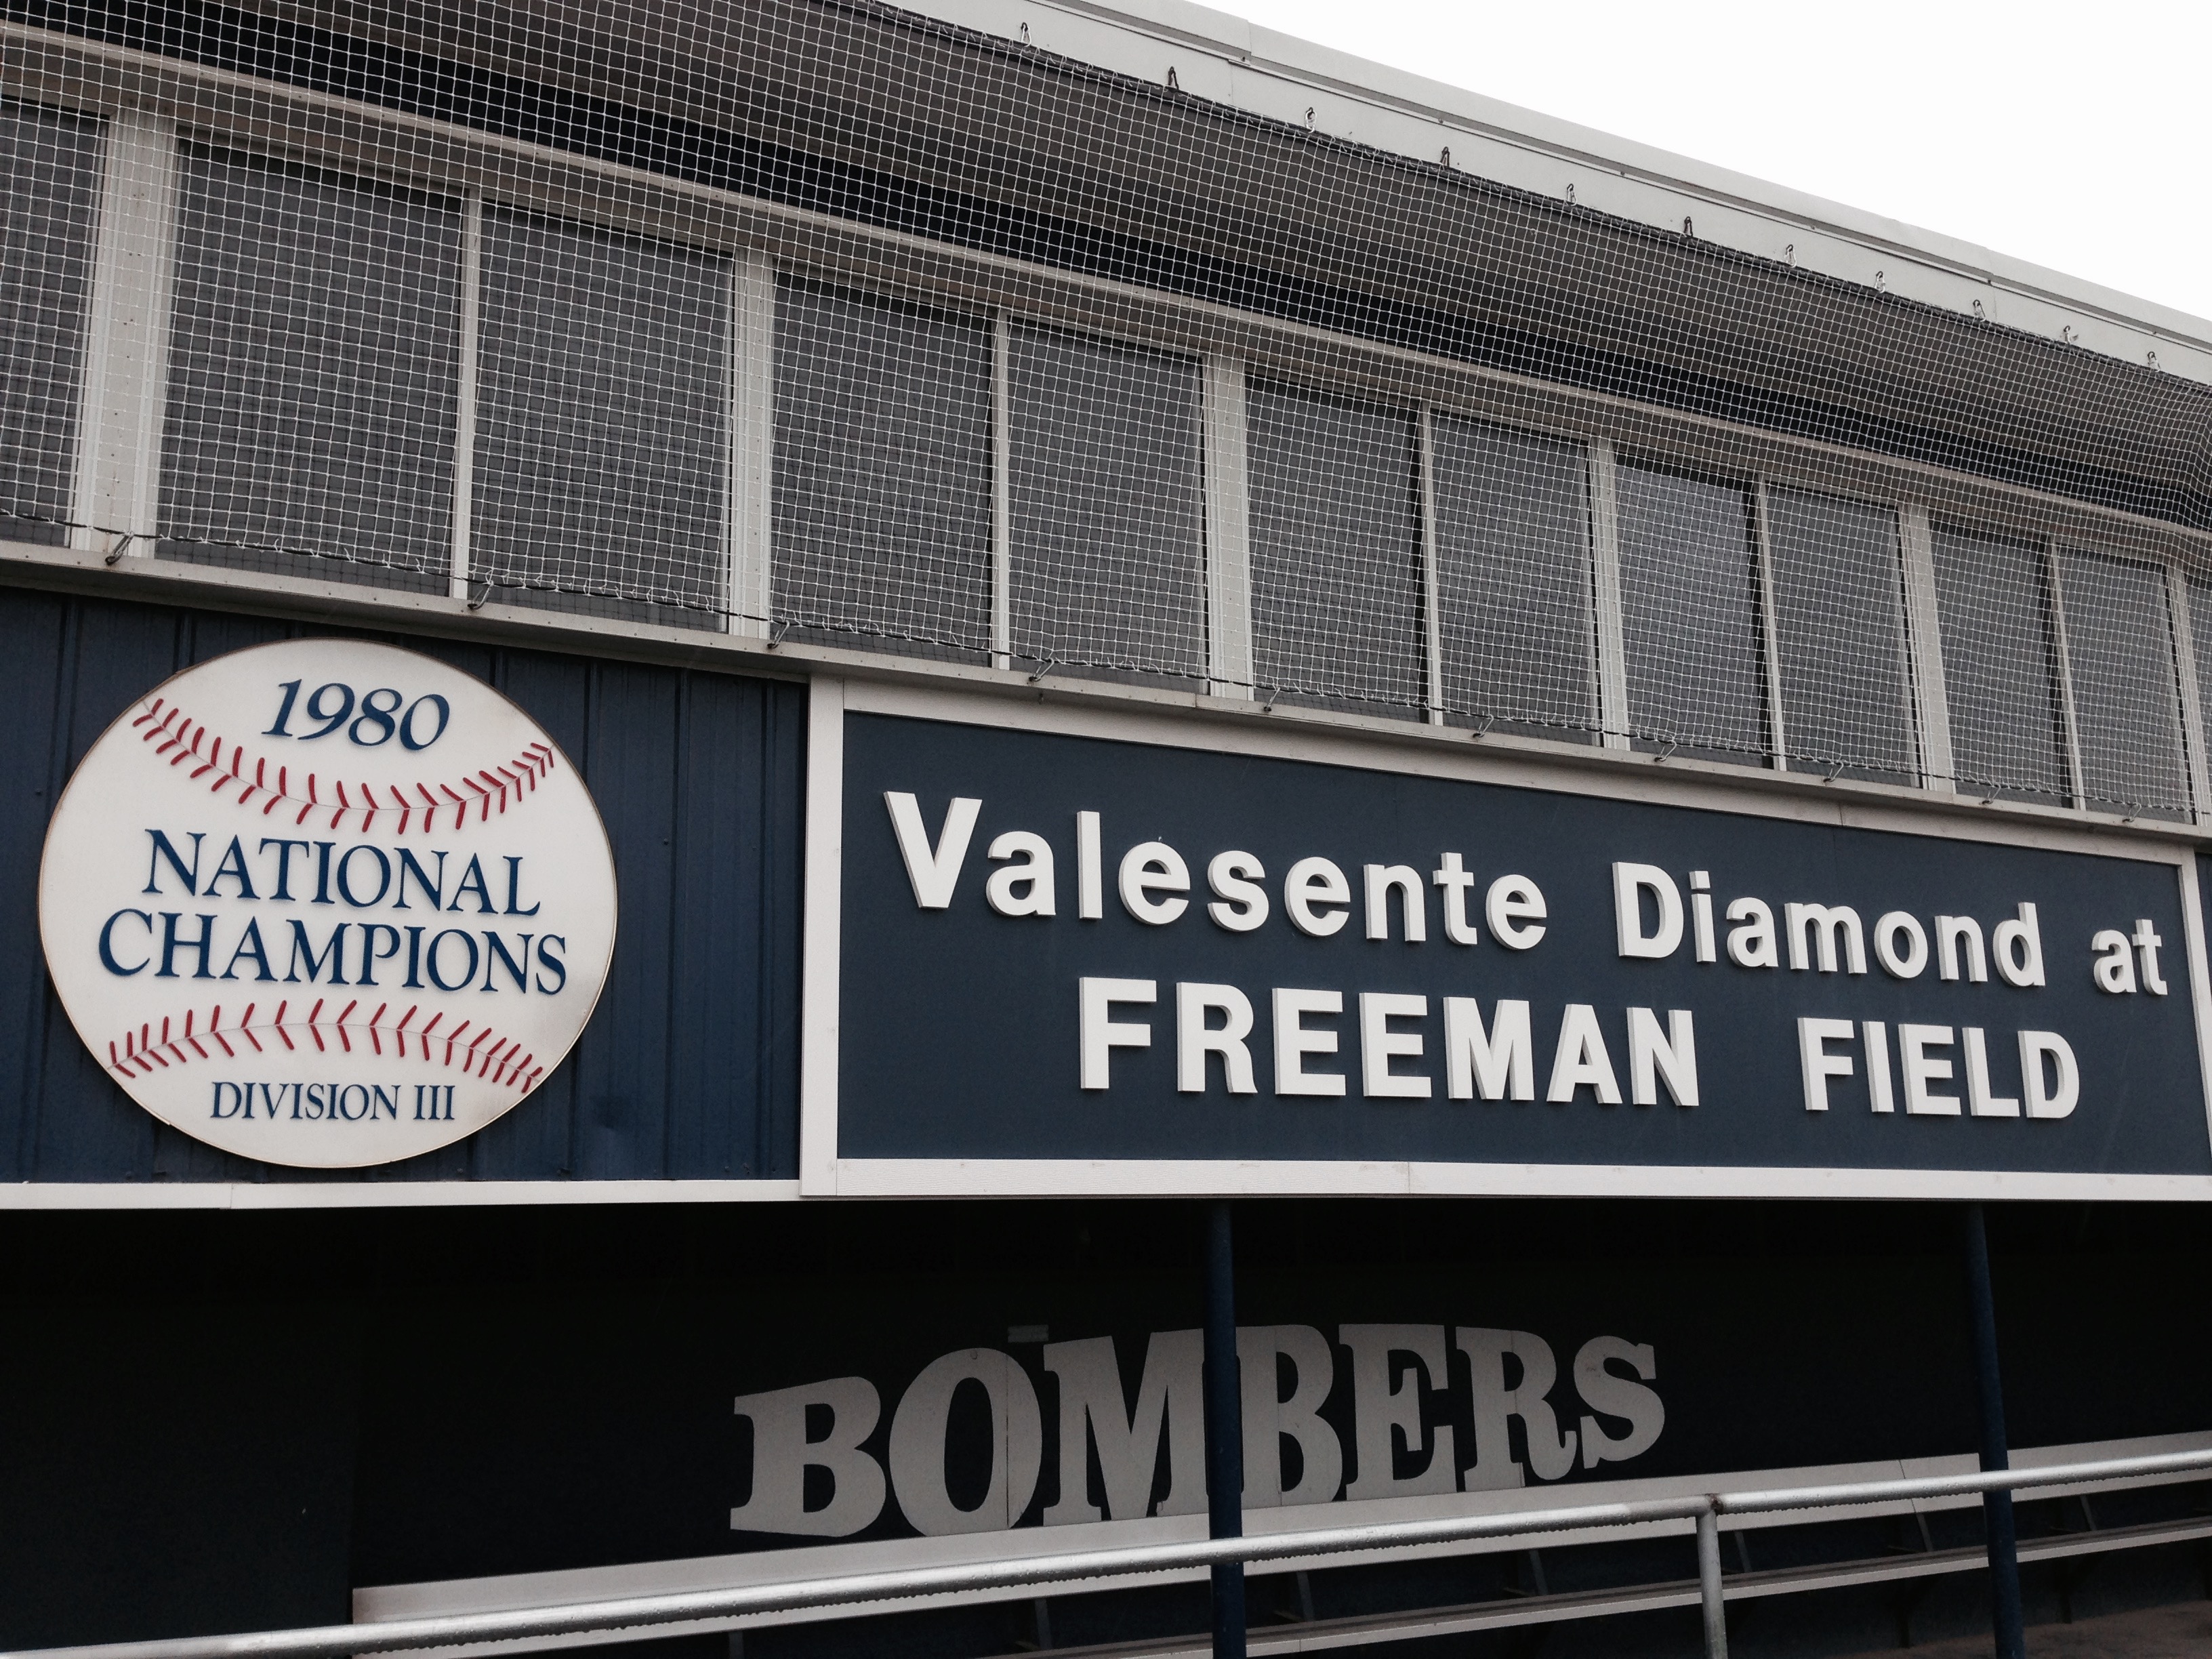 1980
NATIONAL
CHAMPIONS
DIVISION III
Valesente Diamond at
FREEMAN FIELD
BOMBERS